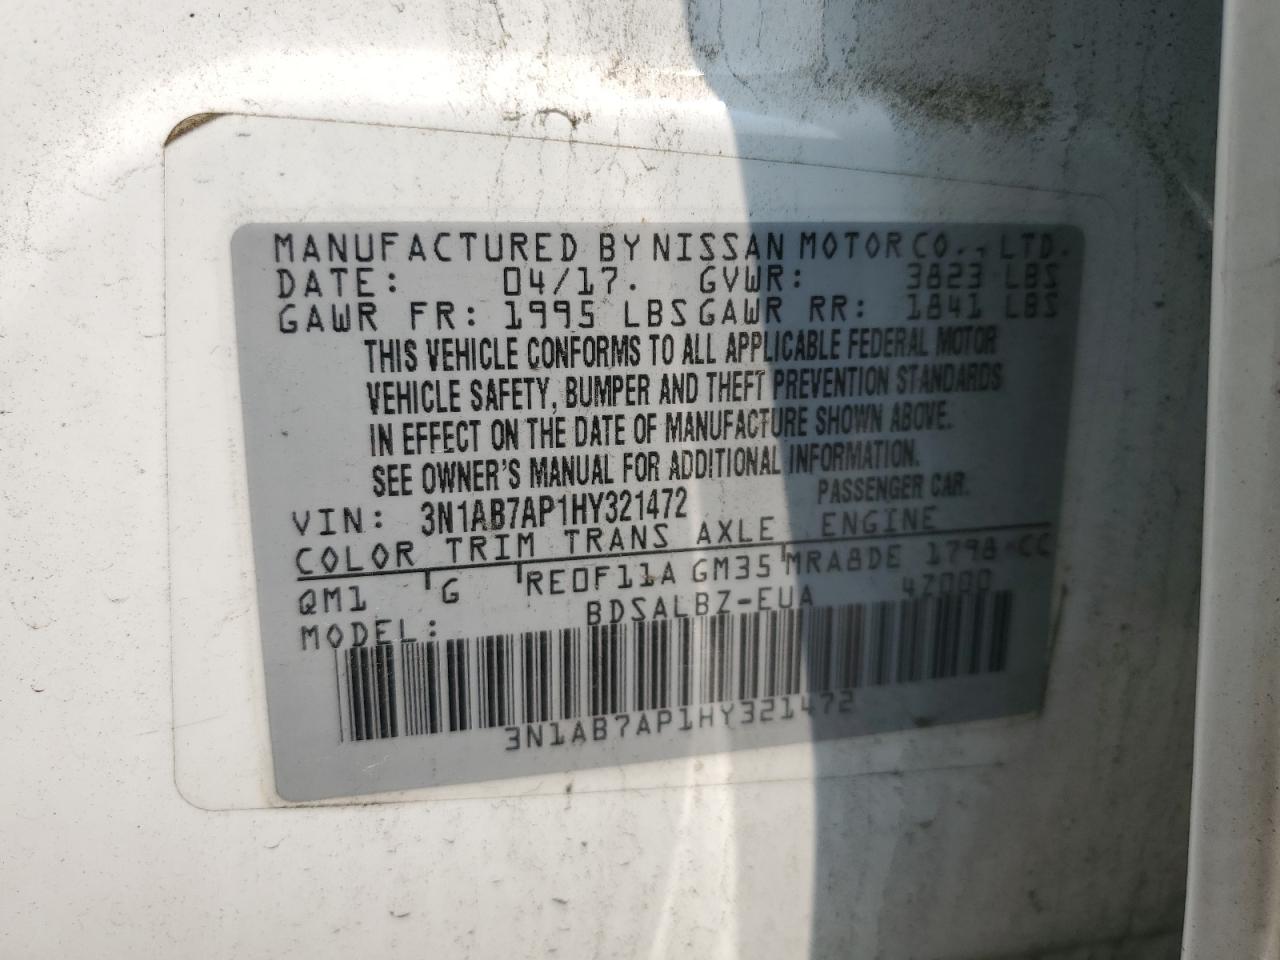 MANUFACTURED BY NISSAN MOTOR CO., LTD.
DATE: 04/17. GVWR: 3823 LBS
GAWR FR: 1995 LBS GAWR RR: 1841 LBS
THIS VEHICLE CONFORMS TO ALL APPLICABLE FEDERAL MOTOR
VEHICLE SAFETY, BUMPER AND THEFT PREVENTION STANDARDS
IN EFFECT ON THE DATE OF MANUFACTURE SHOWN ABOVE.
SEE OWNER'S MANUAL FOR ADDITIONAL INFORMATION.
VIN: 3N1AB7AP1HY321472 PASSENGER CAR.
COLOR TRIM TRANS AXLE ENGINE
QM1 G RE0F11A GM35 MRA8DE 1798 CC
MODEL: BDSALBZ-EUA 42000
3N1AB7AP1HY321472